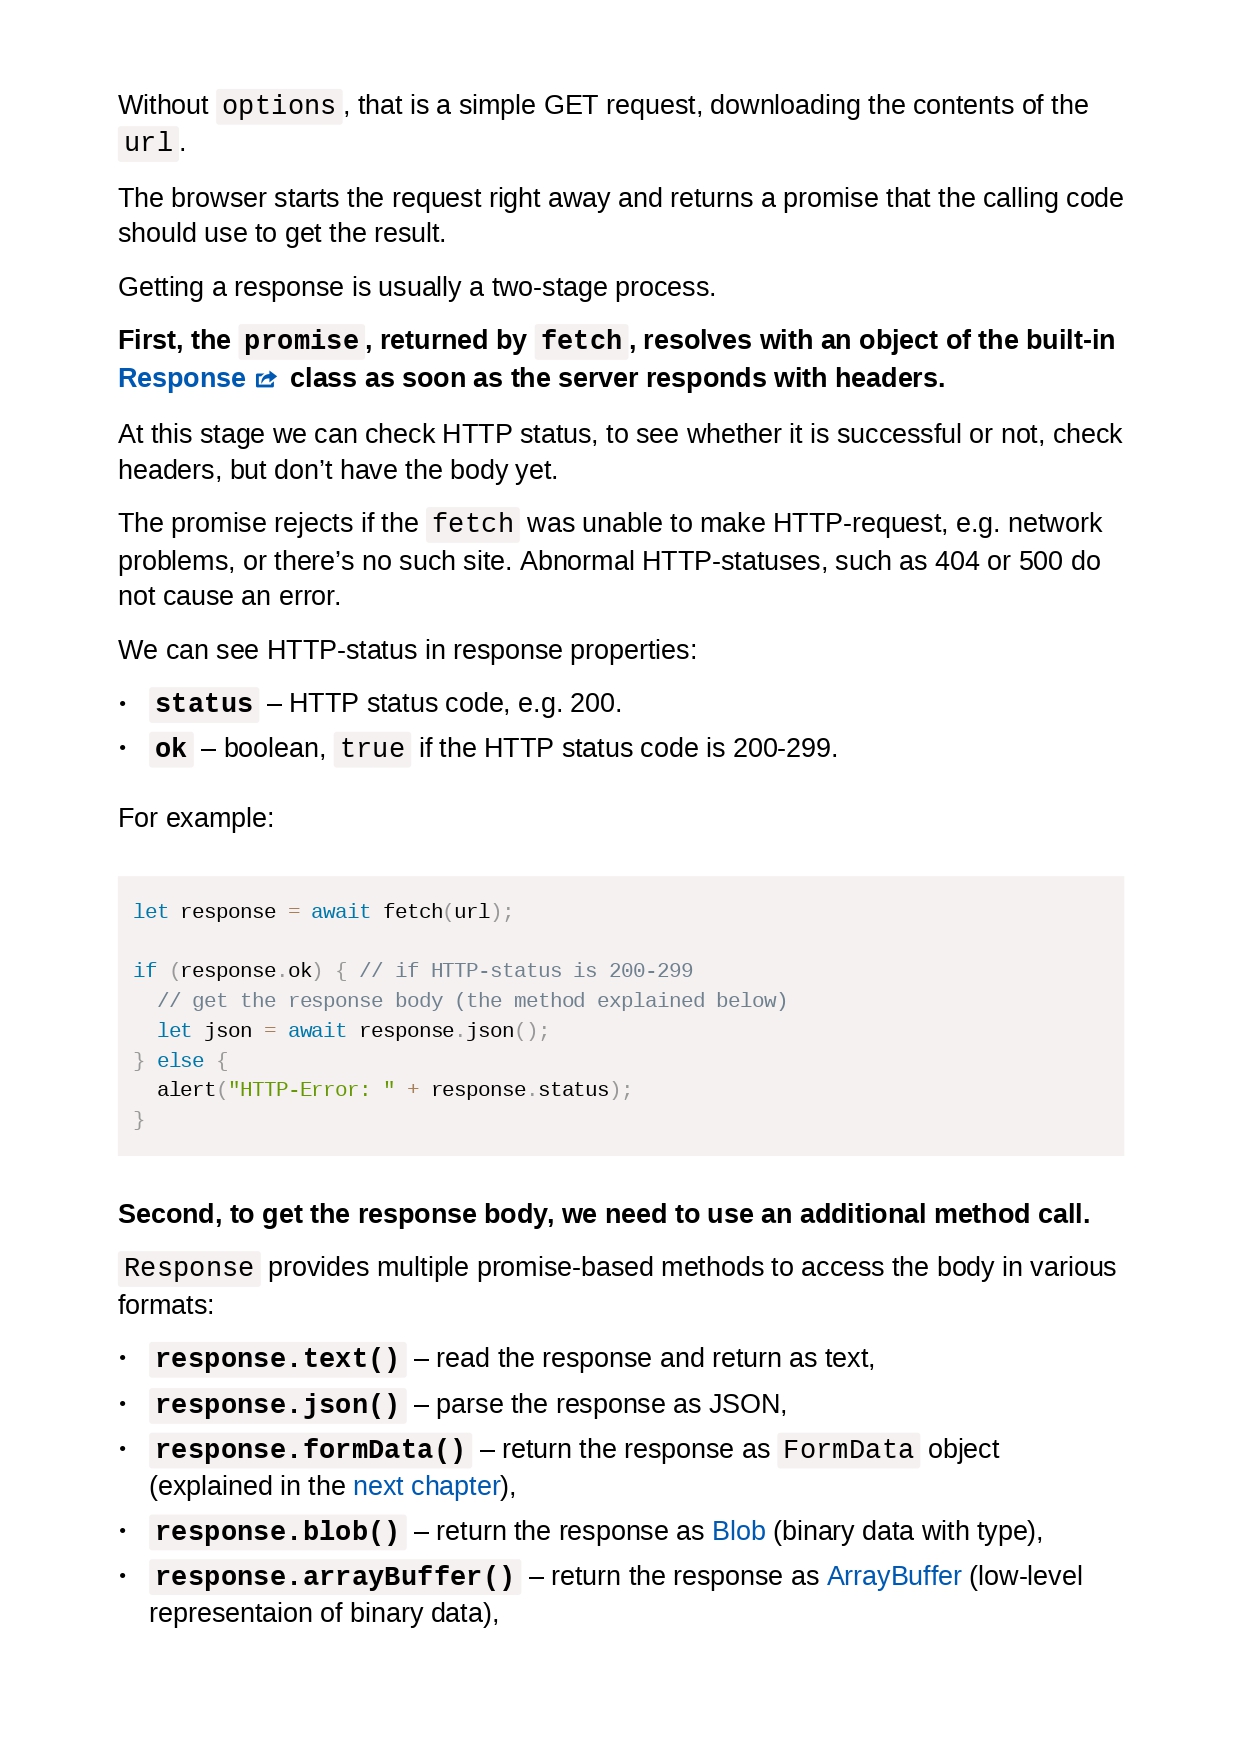 Without options, that is a simple GET request, downloading the contents of the
url.
The browser starts the request right away and returns a promise that the calling code
should use to get the result.
Getting a response is usually a two-stage process.
First, the promise, returned by fetch, resolves with an object of the built-in
Response class as soon as the server responds with headers.
At this stage we can check HTTP status, to see whether it is successful or not, check
headers, but don’t have the body yet.
The promise rejects if the fetch was unable to make HTTP-request, e.g. network
problems, or there’s no such site. Abnormal HTTP-statuses, such as 404 or 500 do
not cause an error.
We can see HTTP-status in response properties:
• status – HTTP status code, e.g. 200.
• ok – boolean, true if the HTTP status code is 200-299.
For example:
let response = await fetch(url);
if (response.ok) { // if HTTP-status is 200-299
  // get the response body (the method explained below)
  let json = await response.json();
} else {
  alert("HTTP-Error: " + response.status);
}
Second, to get the response body, we need to use an additional method call.
Response provides multiple promise-based methods to access the body in various
formats:
• response.text() – read the response and return as text,
• response.json() – parse the response as JSON,
• response.formData() – return the response as FormData object
(explained in the next chapter),
• response.blob() – return the response as Blob (binary data with type),
• response.arrayBuffer() – return the response as ArrayBuffer (low-level
representaion of binary data),